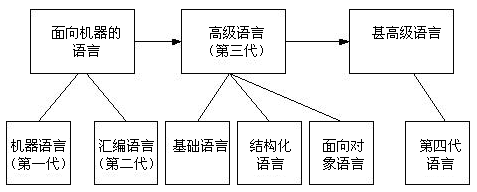 面向机器的
语言
高级语言
(第三代)
甚高级语言
机器语言
(第一代)
汇编语言
(第二代)
基础语言
结构化
语言
面向对
象语言
第四代
语言